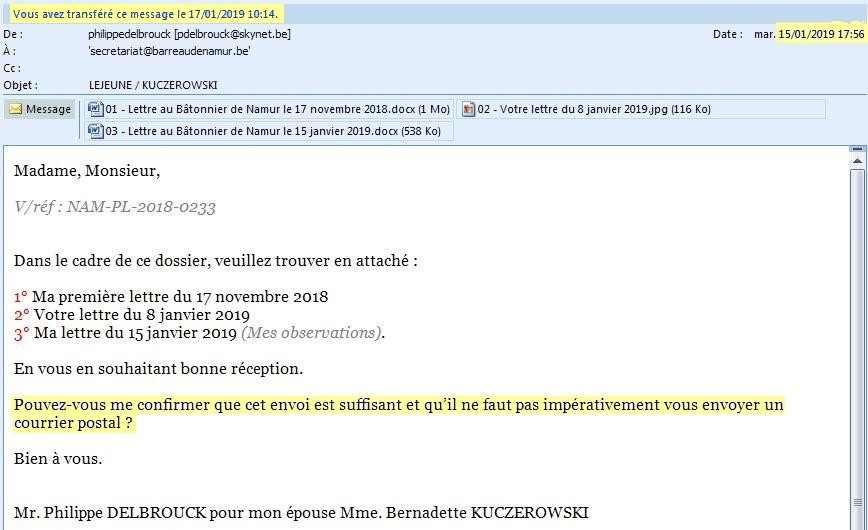 Vous avez transféré ce message le 17/01/2019 10:14.
De : philippedelbrouck [pdelbrouck@skynet.be] Date : mar. 15/01/2019 17:56
À : 'secretariat@barreaudenamur.be'
Cc :
Objet : LEJEUNE / KUCZEROWSKI
Message 01 - Lettre au Bâtonnier de Namur le 17 novembre 2018.docx (1 Mo) 02 - Votre lettre du 8 janvier 2019.jpg (116 Ko)
03 - Lettre au Bâtonnier de Namur le 15 janvier 2019.docx (538 Ko)
Madame, Monsieur,
V/réf : NAM-PL-2018-0233
Dans le cadre de ce dossier, veuillez trouver en attaché :
1° Ma première lettre du 17 novembre 2018
2° Votre lettre du 8 janvier 2019
3° Ma lettre du 15 janvier 2019 (Mes observations).
En vous en souhaitant bonne réception.
Pouvez-vous me confirmer que cet envoi est suffisant et qu'il ne faut pas impérativement vous envoyer un
courrier postal ?
Bien à vous.
Mr. Philippe DELBROUCK pour mon épouse Mme. Bernadette KUCZEROWSKI